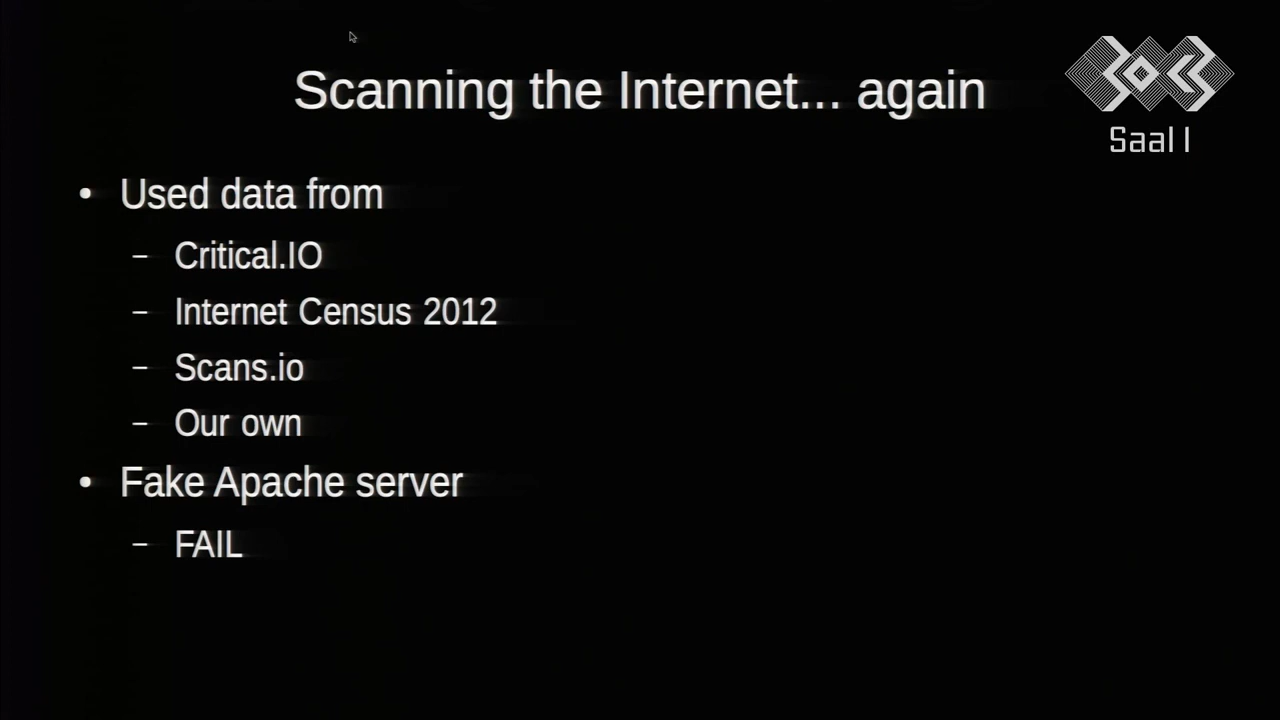 Scanning the Internet... again
Saal 1
• Used data from
– Critical.IO
– Internet Census 2012
– Scans.io
– Our own
• Fake Apache server
– FAIL